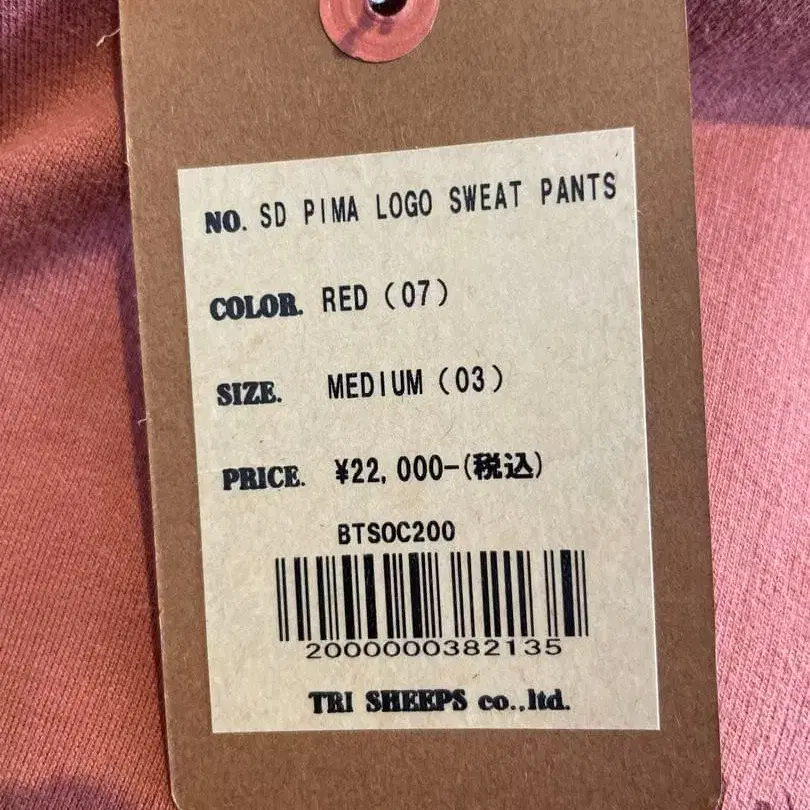 NO. SD PIMA LOGO SWEAT PANTS
COLOR. RED (07)
SIZE. MEDIUM (03)
PRICE. ¥22,000-(税込)
BTSOC200
2000000382135
TRI SHEEPS co.,ltd.